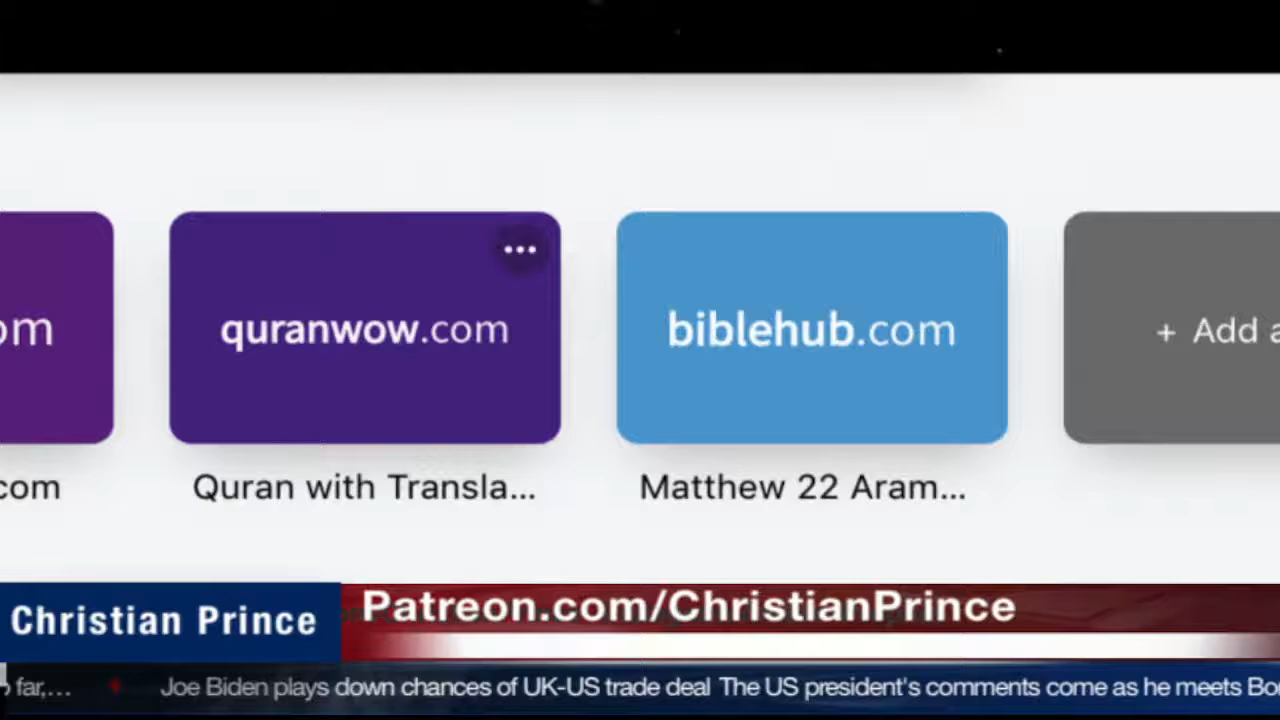 om
quranwow.com
biblehub.com
+ Add a
com
Quran with Transla...
Matthew 22 Aram...
Christian Prince
Patreon.com/ChristianPrince
far,... Joe Biden plays down chances of UK-US trade deal The US president's comments come as he meets Bo